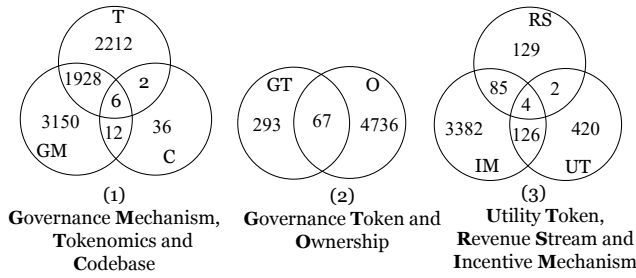 T
2212
1928
2
6
3150
12
36
GM
C
(1)
Governance Mechanism,
Tokenomics and
Codebase
GT
O
293
67
4736
(2)
Governance Token and
Ownership
RS
129
85
2
4
3382
126
420
IM
UT
(3)
Utility Token,
Revenue Stream and
Incentive Mechanism